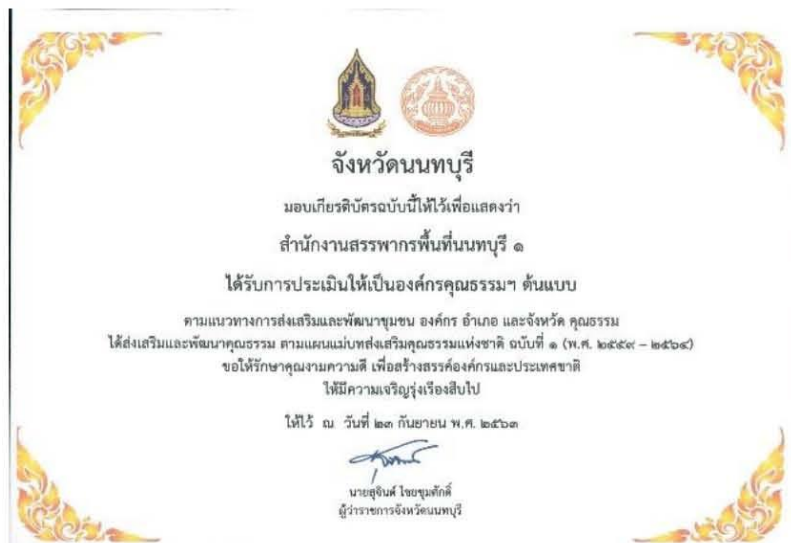 จังหวัดนนทบุรี
มอบเกียรติบัตรฉบับนี้ให้ไว้เพื่อแสดงว่า
สำนักงานสรรพากรพื้นที่นนทบุรี ๑
ได้รับการประเมินให้เป็นองค์กรคุณธรรมฯ ต้นแบบ
ตามแนวทางการส่งเสริมและพัฒนาชุมชน องค์กร อำเภอ และจังหวัด คุณธรรม
ได้ส่งเสริมและพัฒนาคุณธรรม ตามแผนแม่บทส่งเสริมคุณธรรมแห่งชาติ ฉบับที่ ๑ (พ.ศ. ๒๕๕๙ – ๒๕๖๔)
ขอให้รักษาคุณงามความดี เพื่อสร้างสรรค์องค์กรและประเทศชาติ
ให้มีความเจริญรุ่งเรืองสืบไป
ให้ไว้ ณ วันที่ ๒๓ กันยายน พ.ศ. ๒๕๖๓
นายสุจินต์ ไชยชุมศักดิ์
ผู้ว่าราชการจังหวัดนนทบุรี